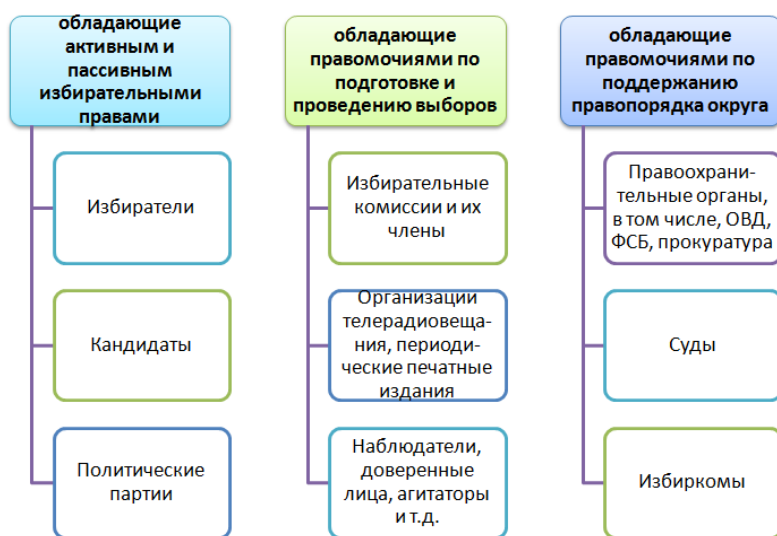 обладающие
активным и
пассивным
избирательными
правами
Избиратели
Кандидаты
Политические
партии
обладающие
правомочиями по
подготовке и
проведению выборов
Избирательные
комиссии и их
члены
Организации
телерадиовеща-
ния, периоди-
ческие печатные
издания
Наблюдатели,
доверенные
лица, агитаторы
и т.д.
обладающие
правомочиями по
поддержанию
правопорядка округа
Правоохрани-
тельные органы,
в том числе, ОВД,
ФСБ, прокуратура
Суды
Избиркомы